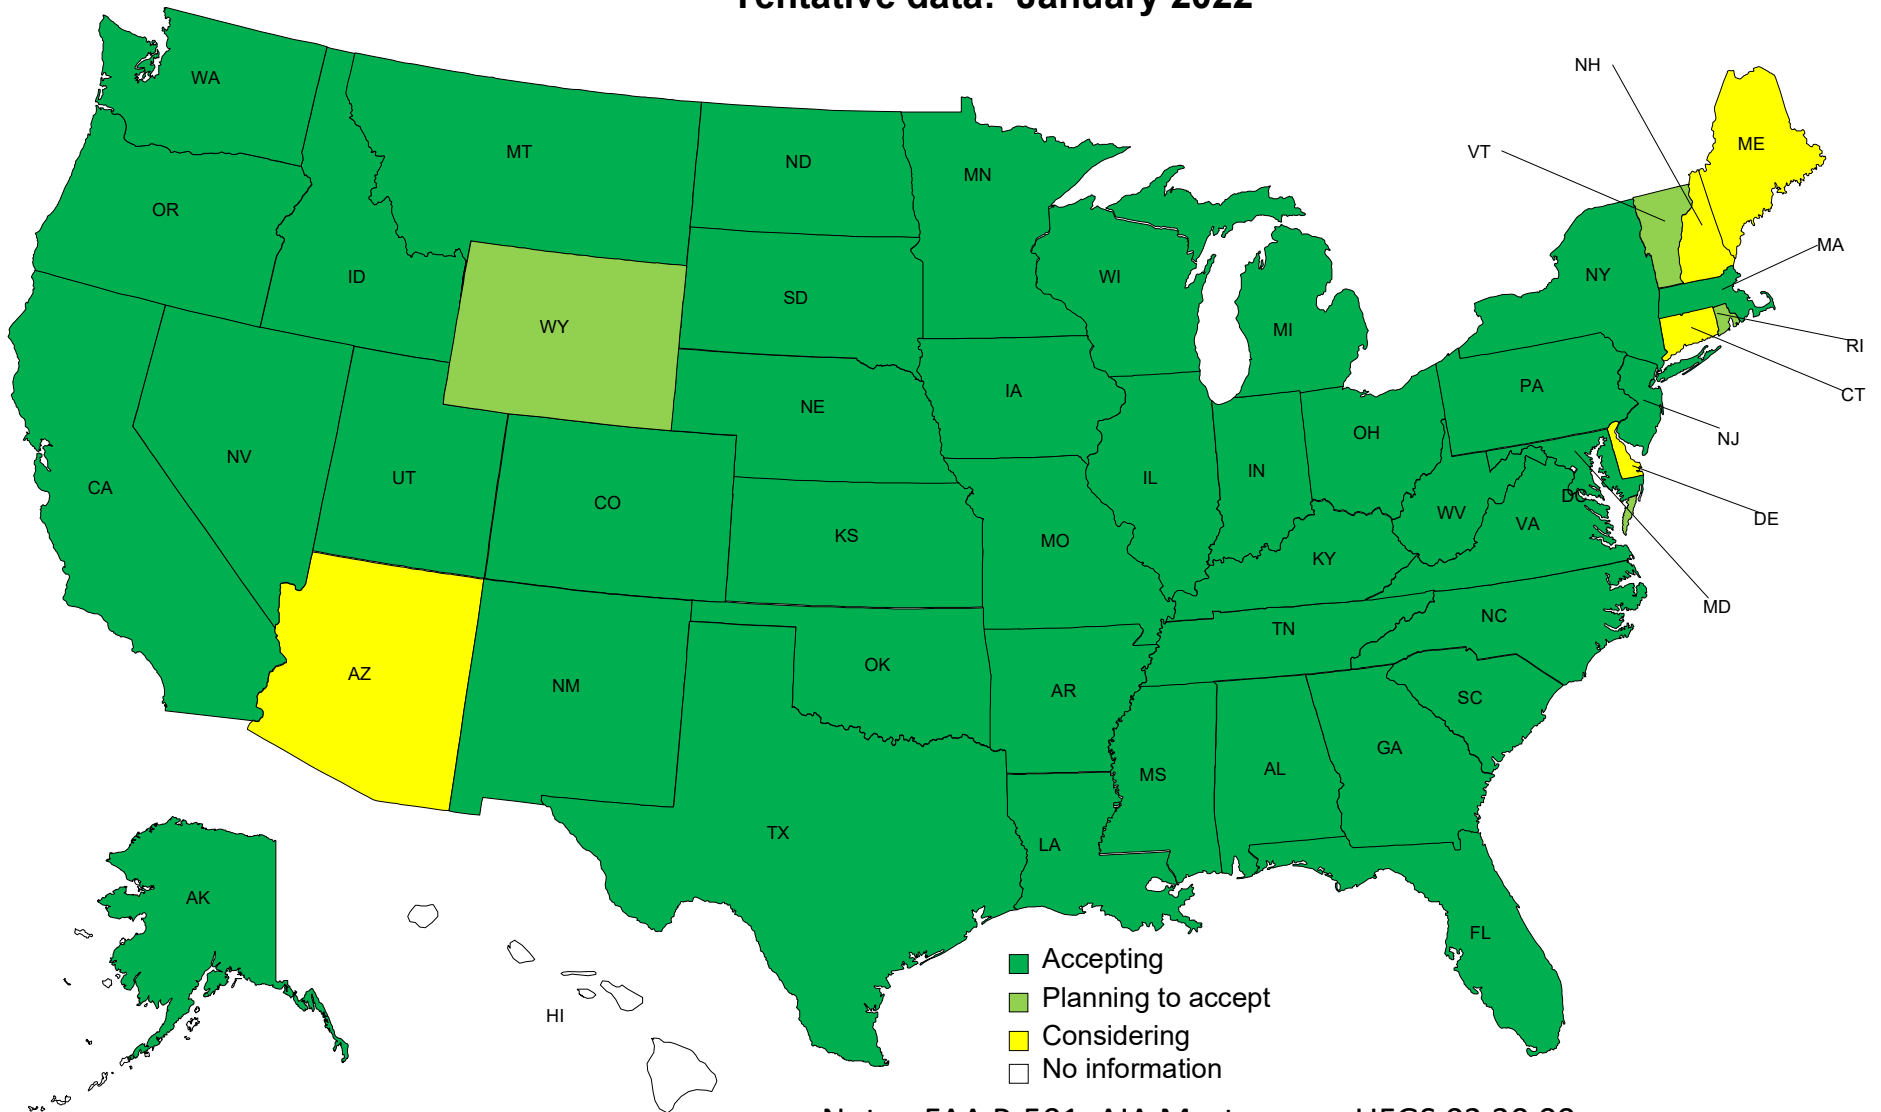 Tentative data: January 2022
WA
OR
CA
NV
ID
MT
WY
UT
CO
AZ
NM
ND
SD
NE
KS
OK
TX
MN
IA
MO
AR
LA
WI
IL
MI
IN
OH
KY
TN
MS
AL
GA
FL
SC
NC
VA
WV
DC
PA
NY
VT
NH
ME
MA
RI
CT
NJ
DE
MD
AK
HI
Accepting
Planning to accept
Considering
No information